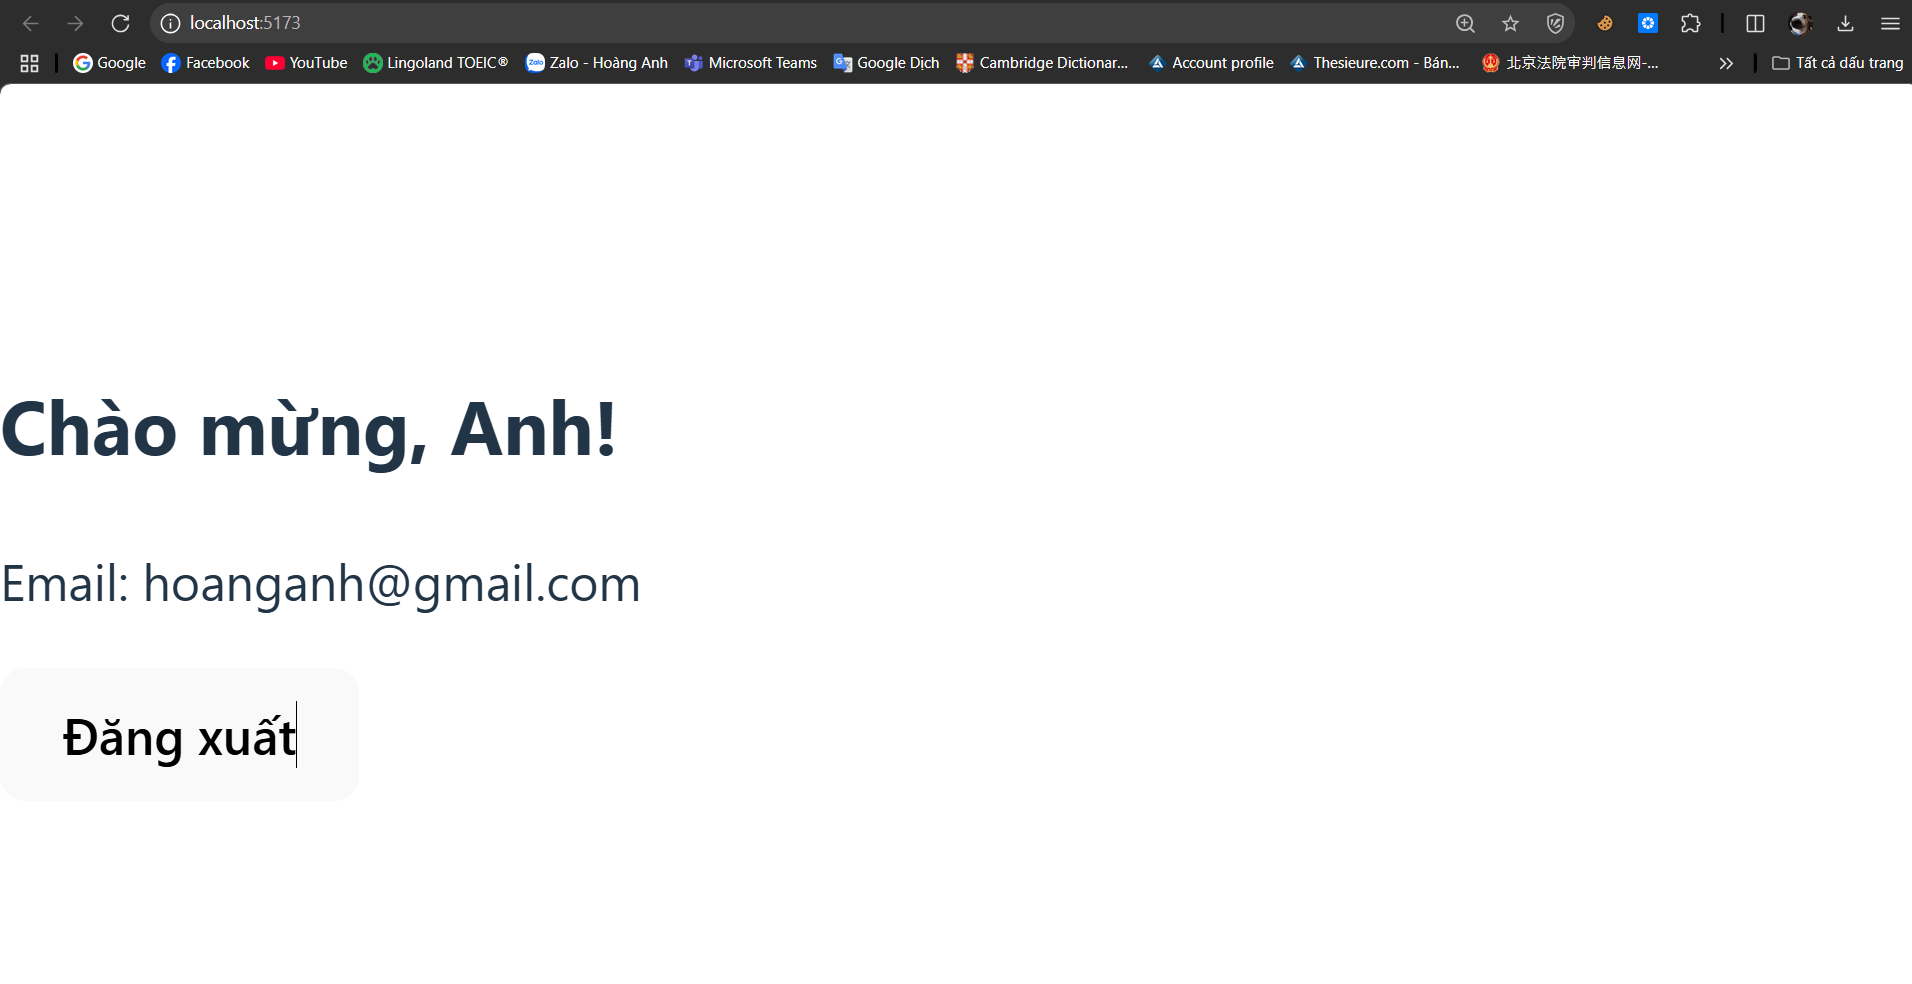 localhost:5173
Google Facebook YouTube Lingoland TOEIC® Zalo - Hoàng Anh Microsoft Teams Google Dịch Cambridge Dictionar... Account profile Thesieure.com - Bán... 北京法院审判信息网-... Tất cả dấu trang
Chào mừng, Anh!
Email: hoanganh@gmail.com
Đăng xuất